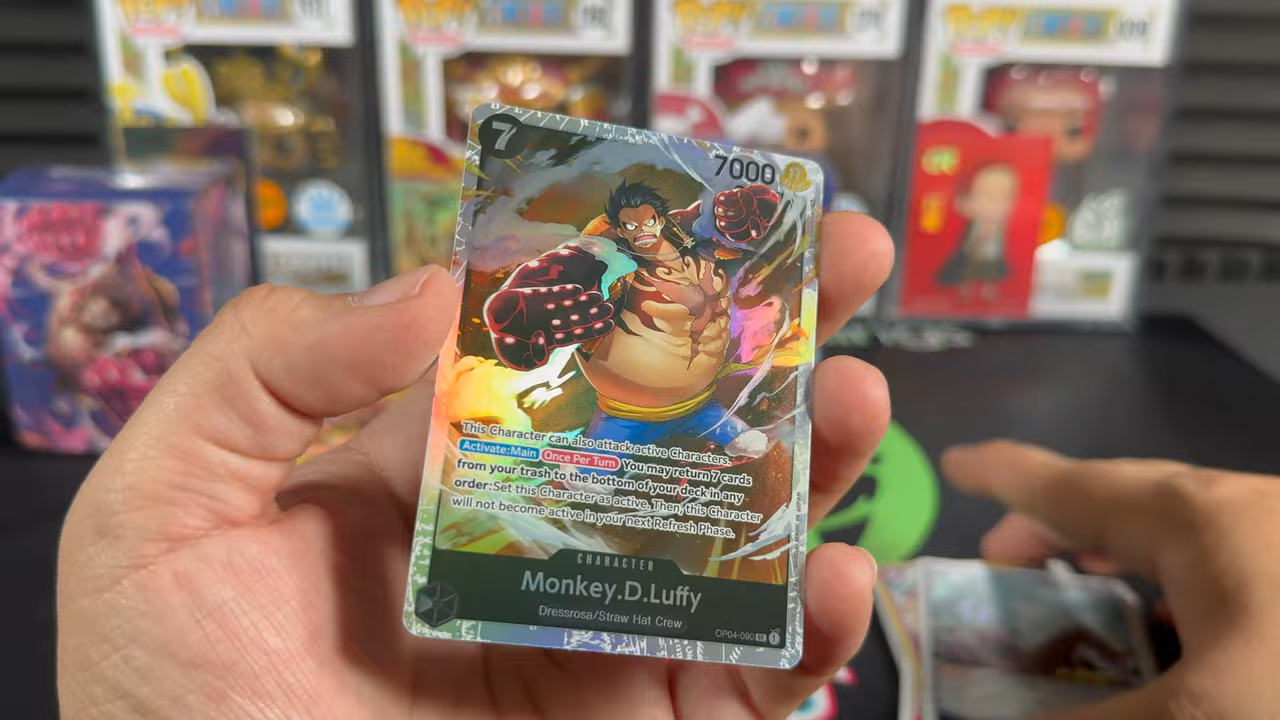 7
7000
This Character can also attack active Characters.
Activate:Main Once Per Turn You may return 7 cards
from your trash to the bottom of your deck in any
order:Set this Character as active. Then, this Character
will not become active in your next Refresh Phase.
CHARACTER
Monkey.D.Luffy
Dressrosa/Straw Hat Crew
OP04-090 SR 1